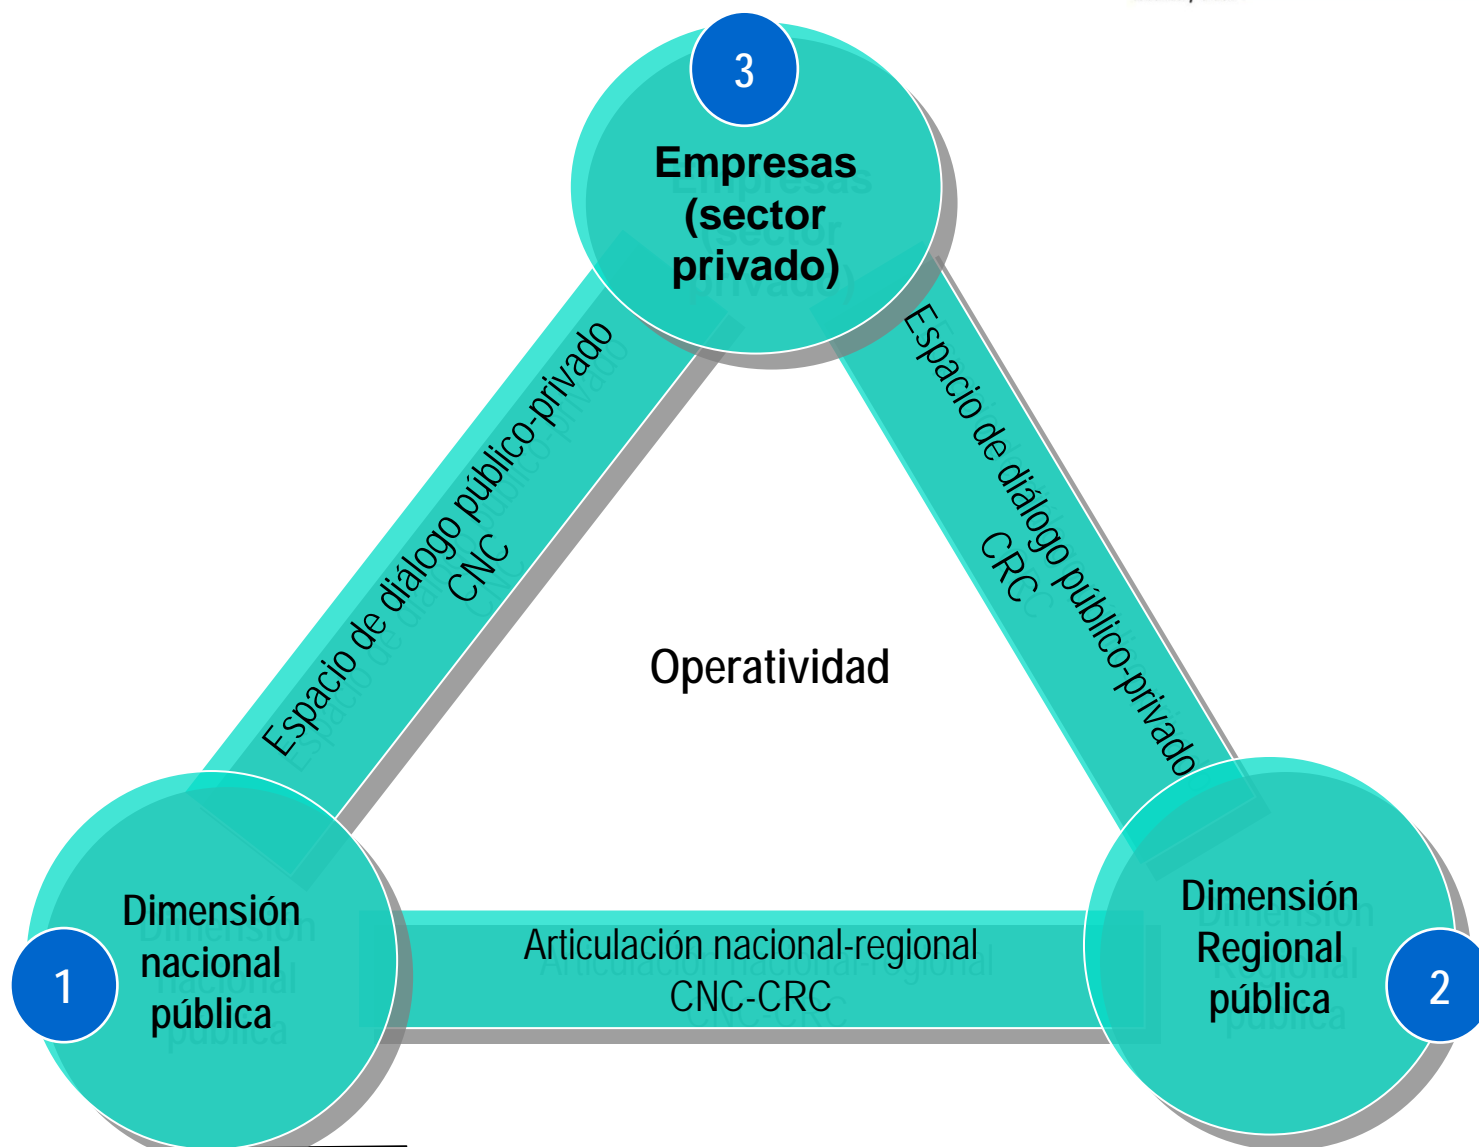 3
Empresas
(sector
privado)
Espacio de diálogo público-privado
CNC
Espacio de diálogo público-privado
CRC
Operatividad
Dimensión
nacional
pública
1
Articulación nacional-regional
CNC-CRC
Dimensión
Regional
pública
2